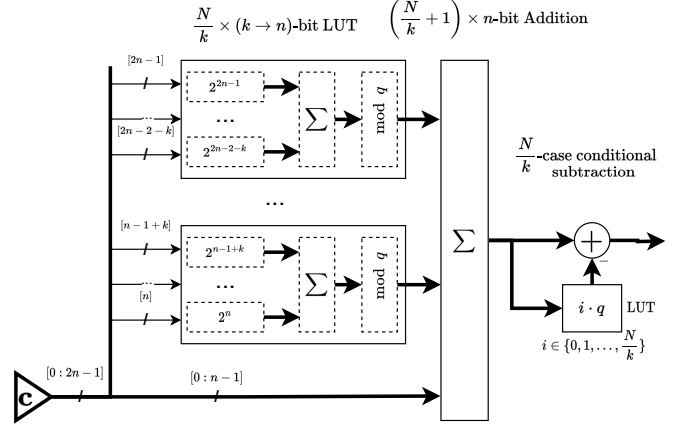 N/k × (k → n)-bit LUT
(N/k + 1) × n-bit Addition
[2n − 1]
...
[2n − 2 − k]
2^{2n−1}
...
2^{2n−2−k}
∑
mod q
...
[n − 1 + k]
...
[n]
2^{n−1+k}
...
2^n
∑
mod q
∑
N/k-case conditional
subtraction
+
−
i · q
LUT
i ∈ {0, 1, . . . , N/k}
c
[0 : 2n − 1]
[0 : n − 1]